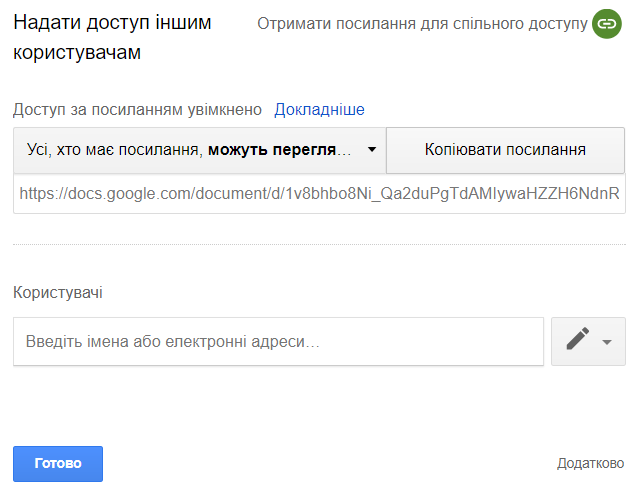 Надати доступ іншим
користувачам
Отримати посилання для спільного доступу
Доступ за посиланням увімкнено Докладніше
Усі, хто має посилання, можуть перегля...
Копіювати посилання
https://docs.google.com/document/d/1v8bhbo8Ni_Qa2duPgTdAMIywaHZZH6NdnR
Користувачі
Введіть імена або електронні адреси...
Готово
Додатково